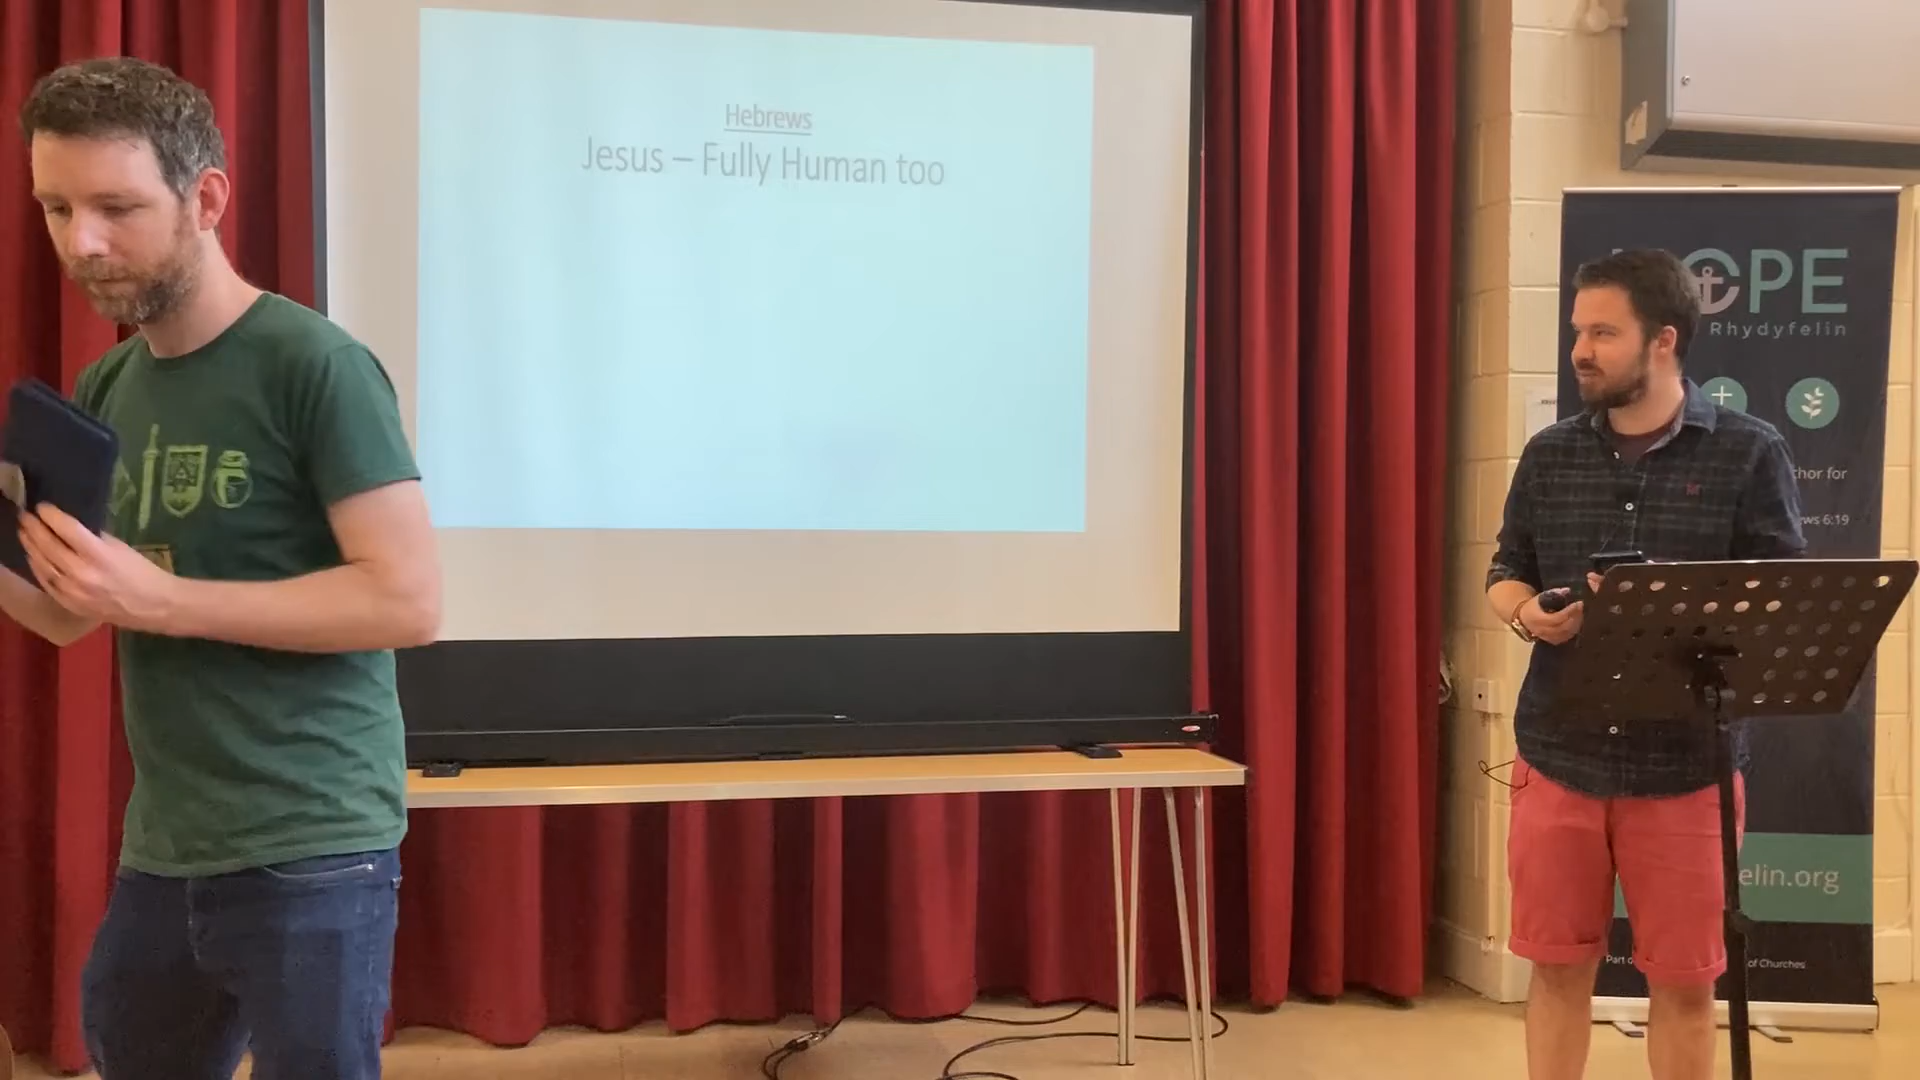 Hebrews
Jesus – Fully Human too
PE
Rhydyfelin
hor for
ws 6:19
elin.org
Part o
of Churches